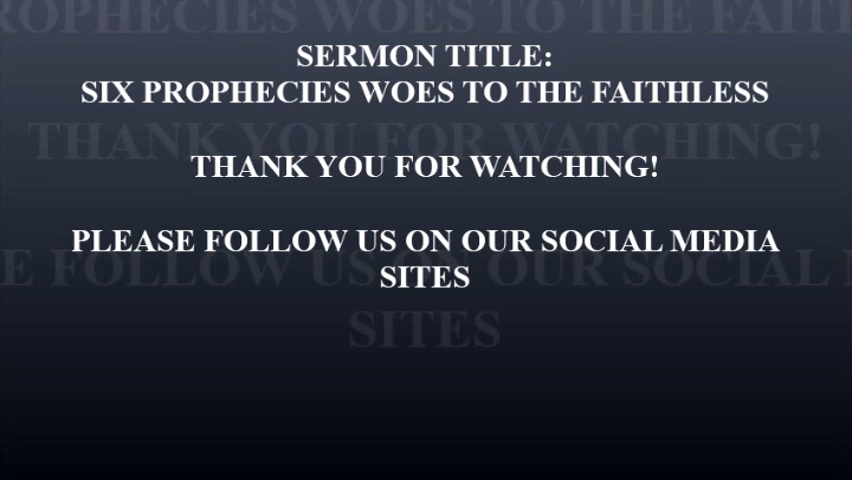 SERMON TITLE:
SIX PROPHECIES WOES TO THE FAITHLESS
THANK YOU FOR WATCHING!
PLEASE FOLLOW US ON OUR SOCIAL MEDIA
SITES